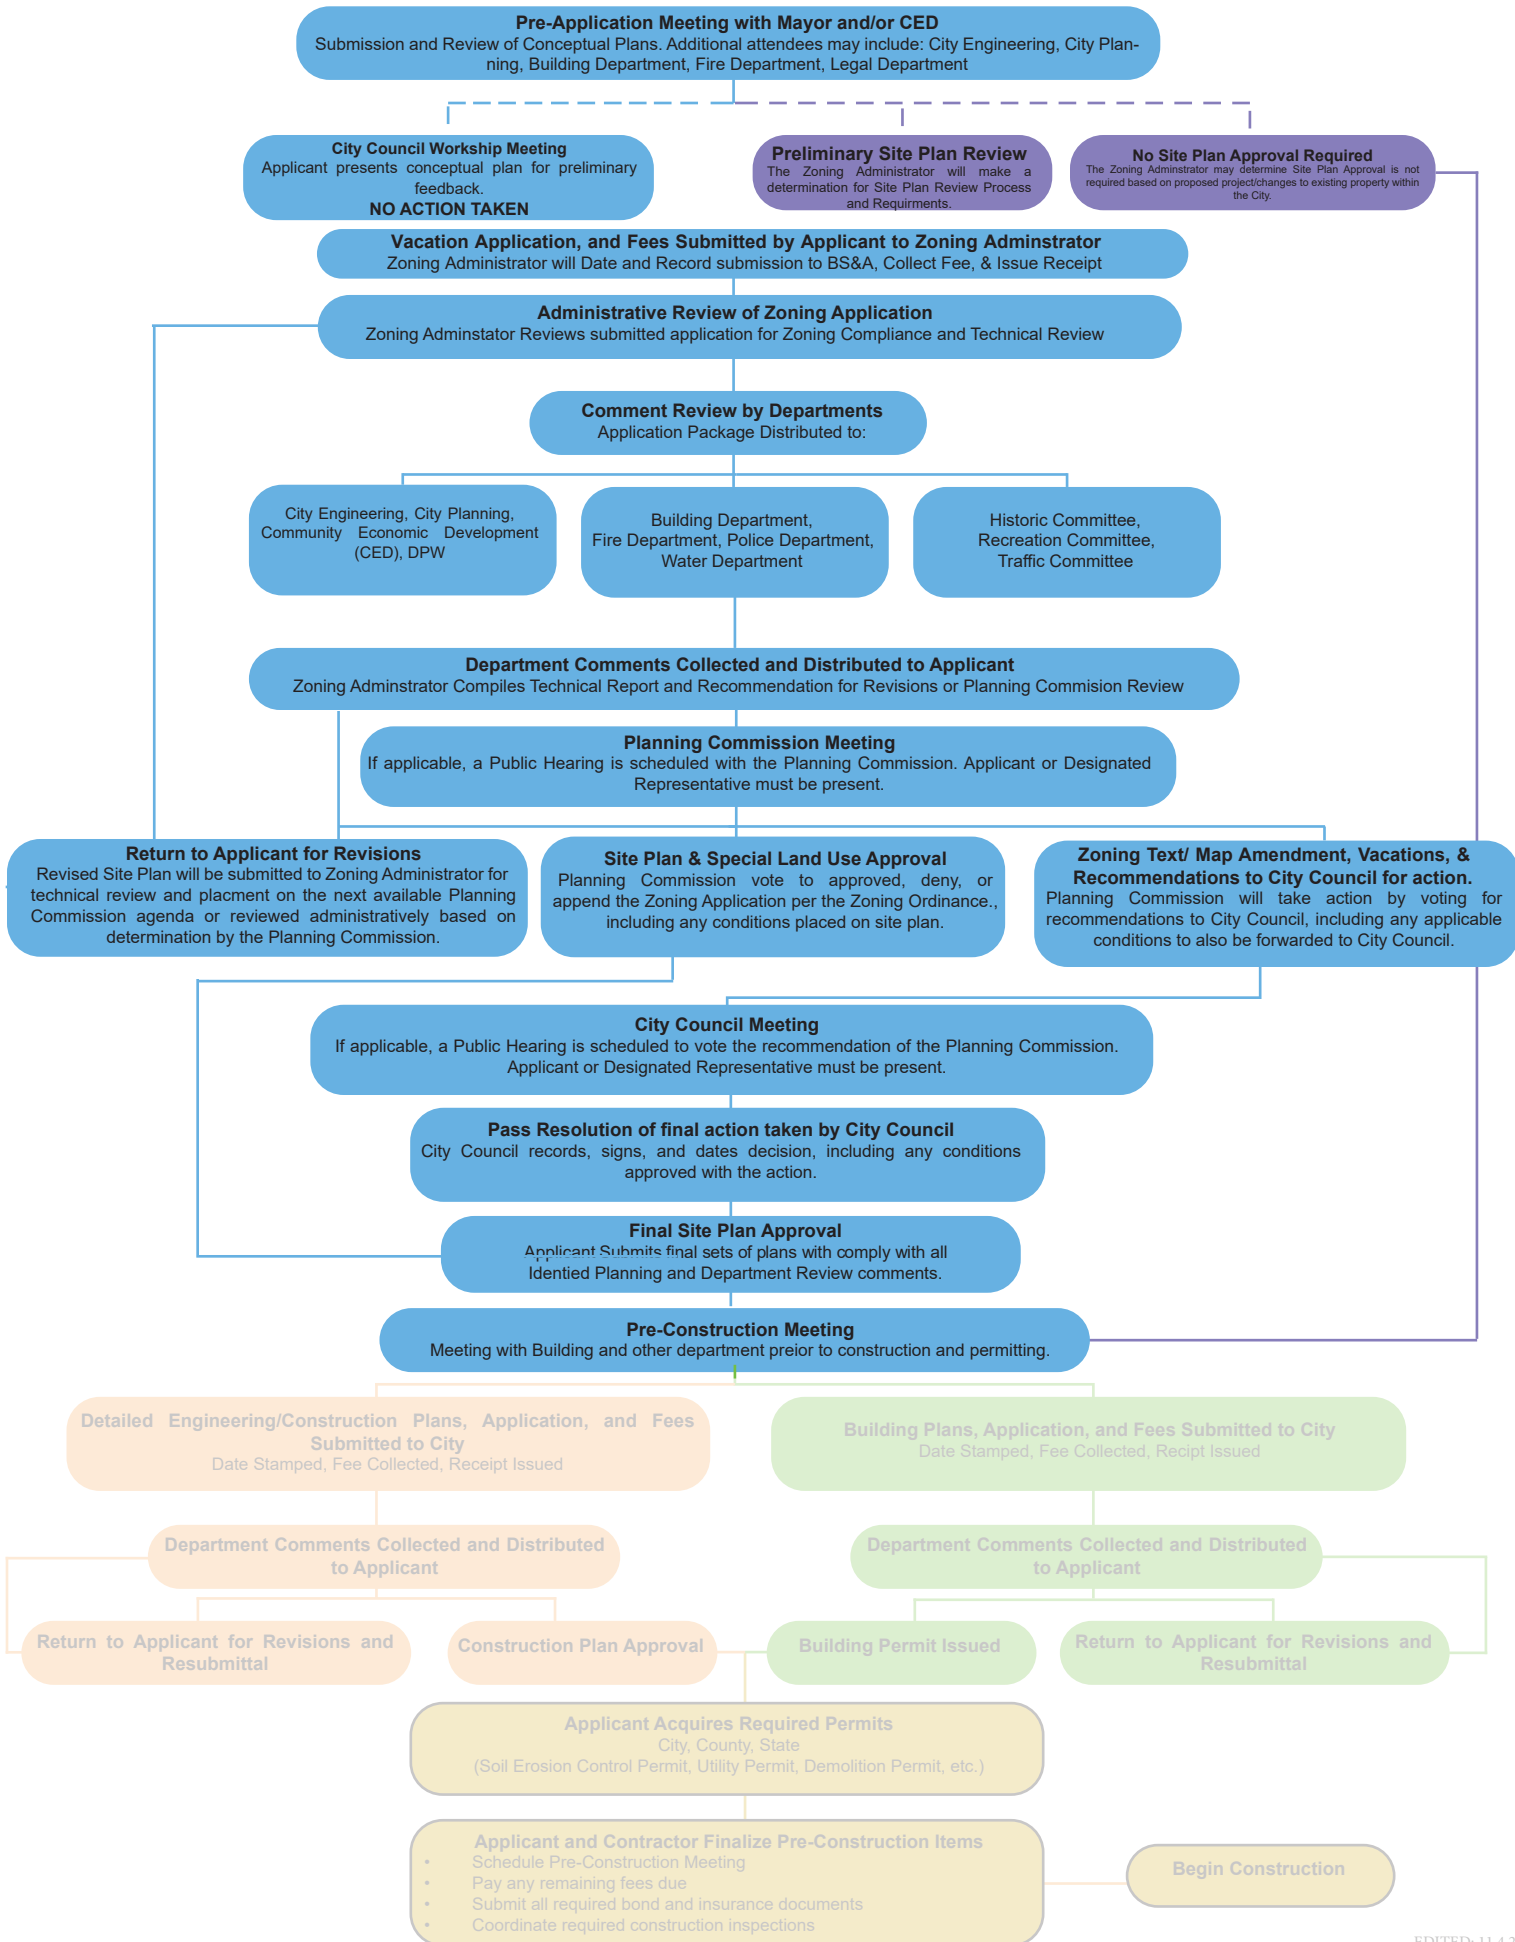 Pre-Application Meeting with Mayor and/or CED
Submission and Review of Conceptual Plans. Additional attendees may include: City Engineering, City Plan-
ning, Building Department, Fire Department, Legal Department
City Council Workship Meeting
Applicant presents conceptual plan for preliminary
feedback.
NO ACTION TAKEN
Preliminary Site Plan Review
The Zoning Administrator will make a
determination for Site Plan Review Process
and Requirments.
No Site Plan Approval Required
The Zoning Adminstrator may determine Site Plan Approval is not
required based on proposed project/changes to existing property within
the City.
Vacation Application, and Fees Submitted by Applicant to Zoning Adminstrator
Zoning Administrator will Date and Record submission to BS&A, Collect Fee, & Issue Receipt
Administrative Review of Zoning Application
Zoning Adminstator Reviews submitted application for Zoning Compliance and Technical Review
Comment Review by Departments
Application Package Distributed to:
City Engineering, City Planning,
Community Economic Development
(CED), DPW
Building Department,
Fire Department, Police Department,
Water Department
Historic Committee,
Recreation Committee,
Traffic Committee
Department Comments Collected and Distributed to Applicant
Zoning Adminstrator Compiles Technical Report and Recommendation for Revisions or Planning Commision Review
Planning Commission Meeting
If applicable, a Public Hearing is scheduled with the Planning Commission. Applicant or Designated
Representative must be present.
Return to Applicant for Revisions
Revised Site Plan will be submitted to Zoning Administrator for
technical review and placment on the next available Planning
Commission agenda or reviewed administratively based on
determination by the Planning Commission.
Site Plan & Special Land Use Approval
Planning Commission vote to approved, deny, or
append the Zoning Application per the Zoning Ordinance.,
including any conditions placed on site plan.
Zoning Text/ Map Amendment, Vacations, &
Recommendations to City Council for action.
Planning Commission will take action by voting for
recommendations to City Council, including any applicable
conditions to also be forwarded to City Council.
City Council Meeting
If applicable, a Public Hearing is scheduled to vote the recommendation of the Planning Commission.
Applicant or Designated Representative must be present.
Pass Resolution of final action taken by City Council
City Council records, signs, and dates decision, including any conditions
approved with the action.
Final Site Plan Approval
Applicant Submits final sets of plans with comply with all
Identied Planning and Department Review comments.
Pre-Construction Meeting
Meeting with Building and other department preior to construction and permitting.
Detailed Engineering/Construction Plans, Application, and Fees
Submitted to City
Date Stamped, Fee Collected, Receipt Issued
Building Plans, Application, and Fees Submitted to City
Date Stamped, Fee Collected, Recipt Issued
Department Comments Collected and Distributed
to Applicant
Department Comments Collected and Distributed
to Applicant
Return to Applicant for Revisions and
Resubmittal
Construction Plan Approval
Building Permit Issued
Return to Applicant for Revisions and
Resubmittal
Applicant Acquires Required Permits
City, County, State
(Soil Erosion Control Permit, Utility Permit, Demolition Permit, etc.)
Applicant and Contractor Finalize Pre-Construction Items
• Schedule Pre-Construction Meeting
• Pay any remaining fees due
• Submit all required bond and insurance documents
• Coordinate required construction inspections
Begin Construction
EDITED: